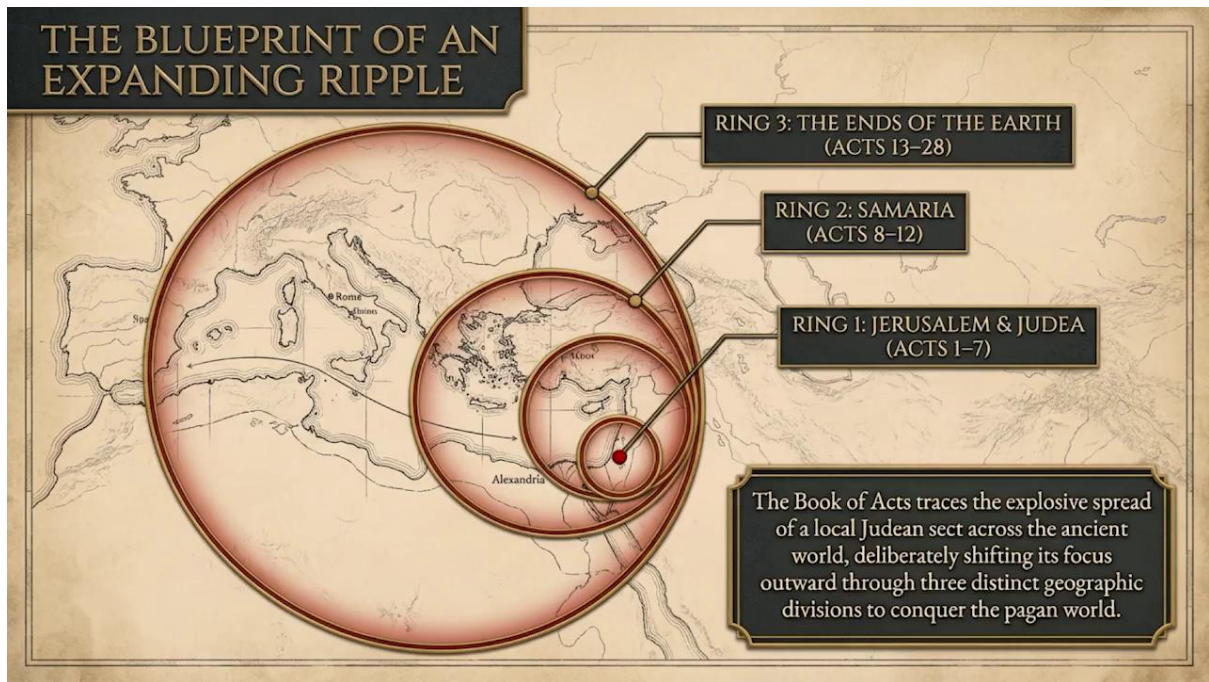 THE BLUEPRINT OF AN
EXPANDING RIPPLE
RING 3: THE ENDS OF THE EARTH
(ACTS 13–28)
RING 2: SAMARIA
(ACTS 8–12)
RING 1: JERUSALEM & JUDEA
(ACTS 1–7)
Rome
Alexandria
The Book of Acts traces the explosive spread
of a local Judean sect across the ancient
world, deliberately shifting its focus
outward through three distinct geographic
divisions to conquer the pagan world.